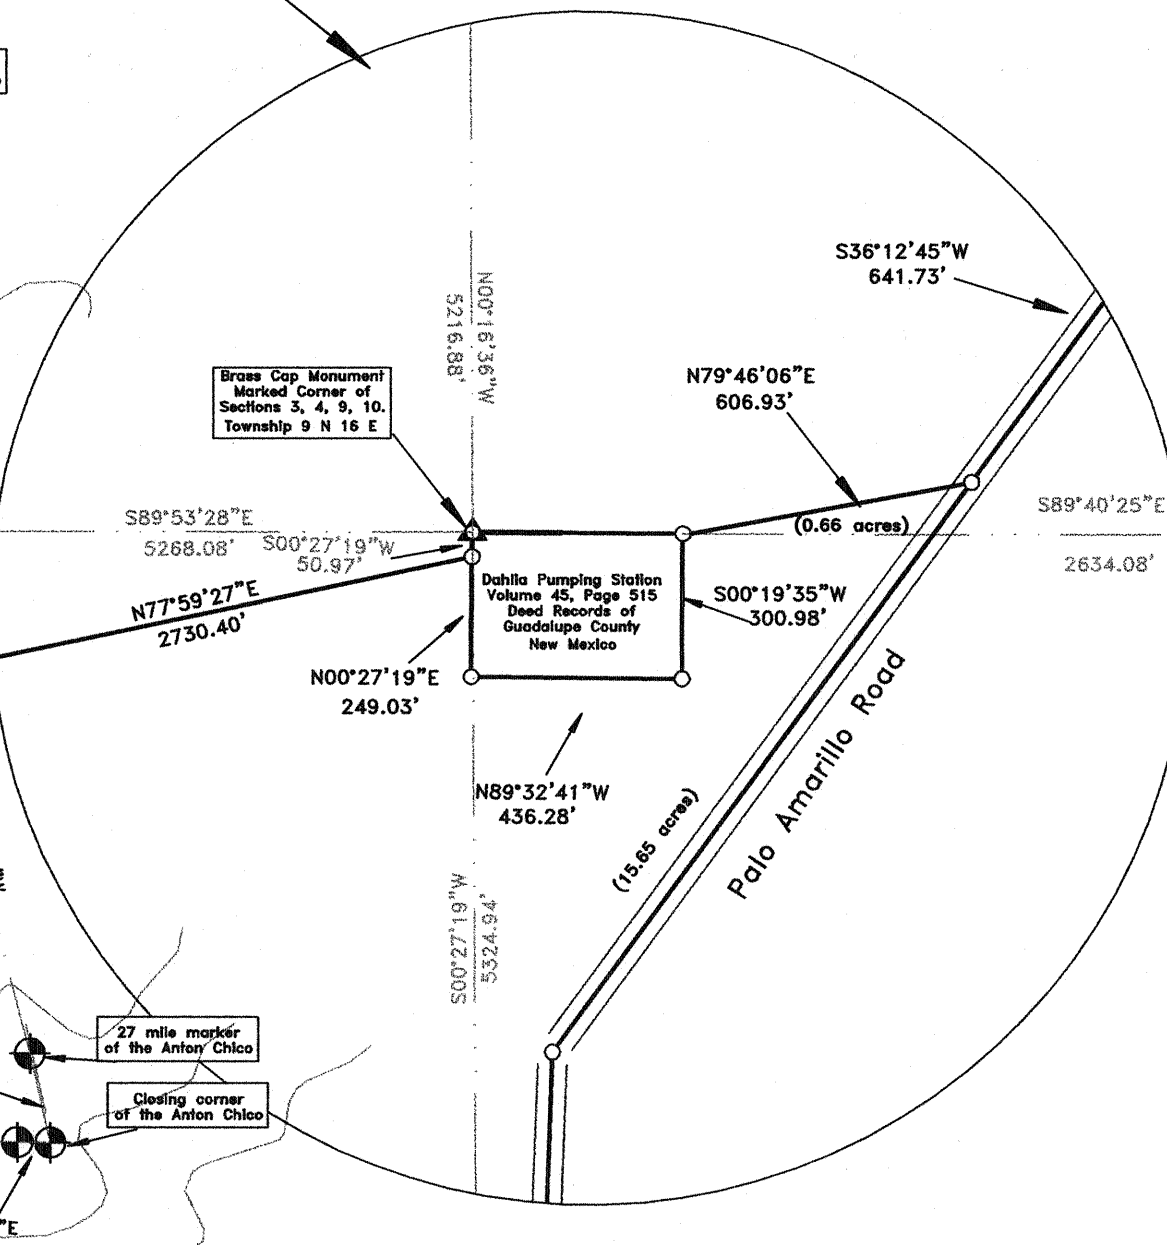 S36°12'45"W
641.73'
N00°16'36"W
5216.88'
N79°46'06"E
606.93'
Brass Cap Monument
Marked Corner of
Sections 3, 4, 9, 10.
Township 9 N 16 E
S89°53'28"E
5268.08'
S00°27'19"W
50.97'
(0.66 acres)
S89°40'25"E
2634.08'
N77°59'27"E
2730.40'
Dahlia Pumping Station
Volume 45, Page 515
Deed Records of
Guadalupe County
New Mexico
S00°19'35"W
300.98'
N00°27'19"E
249.03'
N89°32'41"W
436.28'
(15.65 acres)
Palo Amarillo Road
S00°27'19"W
5324.94'
27 mile marker
of the Anton Chico
Closing corner
of the Anton Chico
"E